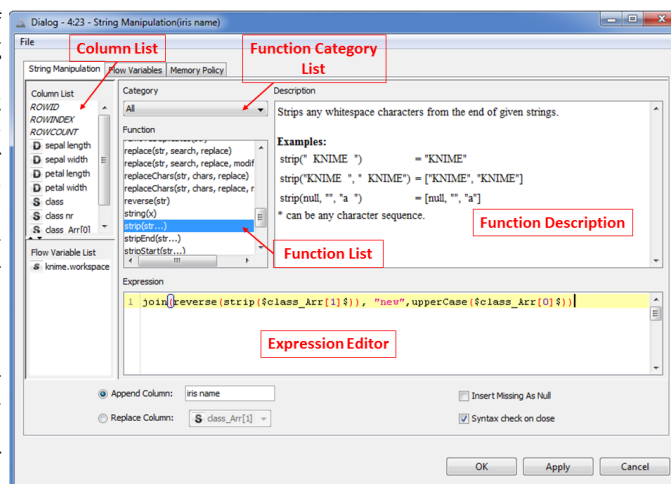 Dialog - 4:23 - String Manipulation(iris name)
File
Column List
Function Category
List
String Manipulation Flow Variables Memory Policy
Column List
ROWID
ROWINDEX
ROWCOUNT
D sepal length
D sepal width
D petal length
D petal width
S class
S class nr
S class_Arr[0]
Flow Variable List
S knime.workspace
Category
All
Function
replace(str, search, replace)
replace(str, search, replace, modif
replaceChars(str, chars, replace)
replaceChars(str, chars, replace, r
reverse(str)
string(x)
strip(str...)
stripEnd(str...)
stripStart(str...)
Function List
Description
Strips any whitespace characters from the end of given strings.
Examples:
strip(" KNIME ") = "KNIME"
strip("KNIME ", " KNIME") = ["KNIME", "KNIME"]
strip(null, "", "a ") = [null, "", "a"]
* can be any character sequence.
Function Description
Expression
1 join(reverse(strip($class_Arr[1]$)), "new",upperCase($class_Arr[0]$))
Expression Editor
Append Column: iris name
Insert Missing As Null
Replace Column: S class_Arr[1]
Syntax check on close
OK Apply Cancel